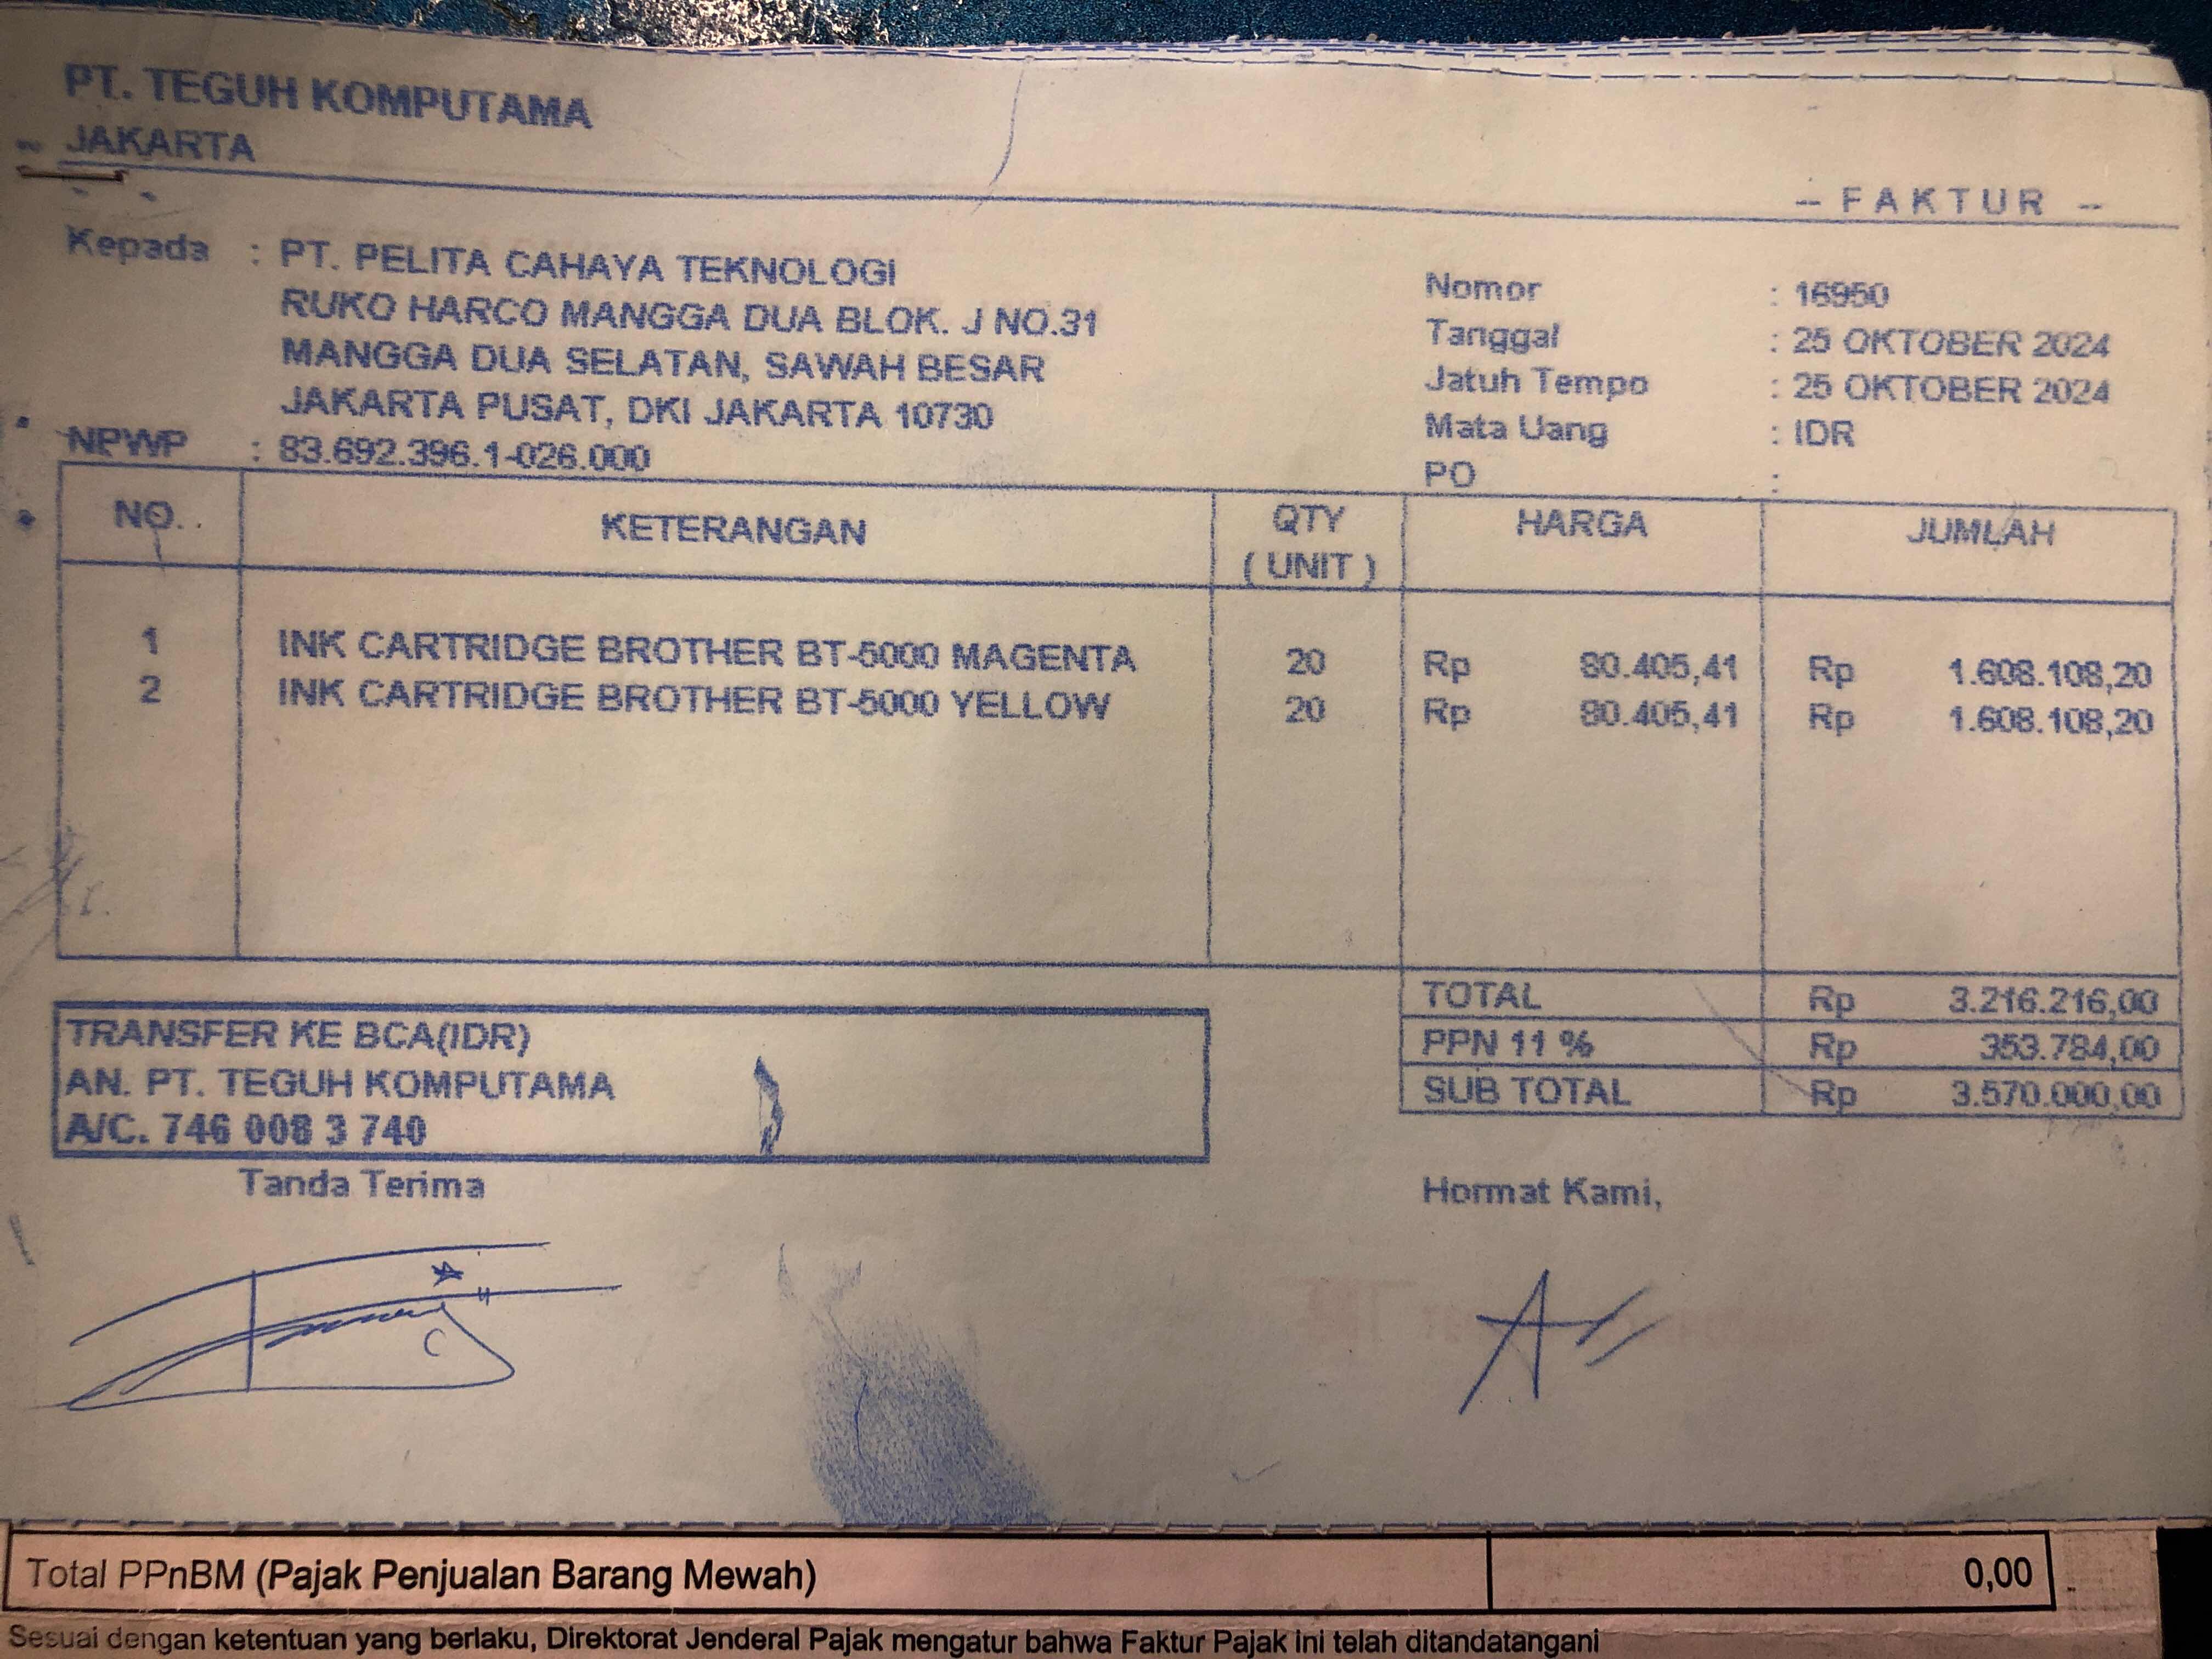 PT. TEGUH KOMPUTAMA
JAKARTA
-- F A K T U R --
Kepada : PT. PELITA CAHAYA TEKNOLOGI
RUKO HARCO MANGGA DUA BLOK. J NO.31
MANGGA DUA SELATAN, SAWAH BESAR
JAKARTA PUSAT, DKI JAKARTA 10730
NPWP : 83.692.396.1-026.000
Nomor : 16950
Tanggal : 25 OKTOBER 2024
Jatuh Tempo : 25 OKTOBER 2024
Mata Uang : IDR
PO :
NO. KETERANGAN QTY ( UNIT ) HARGA JUMLAH
1 INK CARTRIDGE BROTHER BT-5000 MAGENTA 20 Rp 80.405,41 Rp 1.608.108,20
2 INK CARTRIDGE BROTHER BT-5000 YELLOW 20 Rp 80.405,41 Rp 1.608.108,20
TOTAL Rp 3.216.216,00
PPN 11 % Rp 353.784,00
SUB TOTAL Rp 3.570.000,00
TRANSFER KE BCA(IDR)
AN. PT. TEGUH KOMPUTAMA
A/C. 746 008 3 740
Tanda Terima
Hormat Kami,
Total PPnBM (Pajak Penjualan Barang Mewah) 0,00
Sesuai dengan ketentuan yang berlaku, Direktorat Jenderal Pajak mengatur bahwa Faktur Pajak ini telah ditandatangani